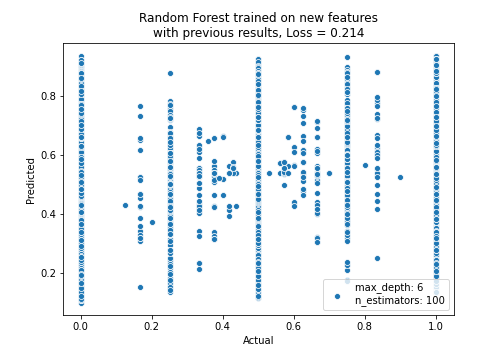 Random Forest trained on new features
with previous results, Loss = 0.214
Predicted
0.8
0.6
0.4
0.2
max_depth: 6
n_estimators: 100
0.0 0.2 0.4 0.6 0.8 1.0
Actual